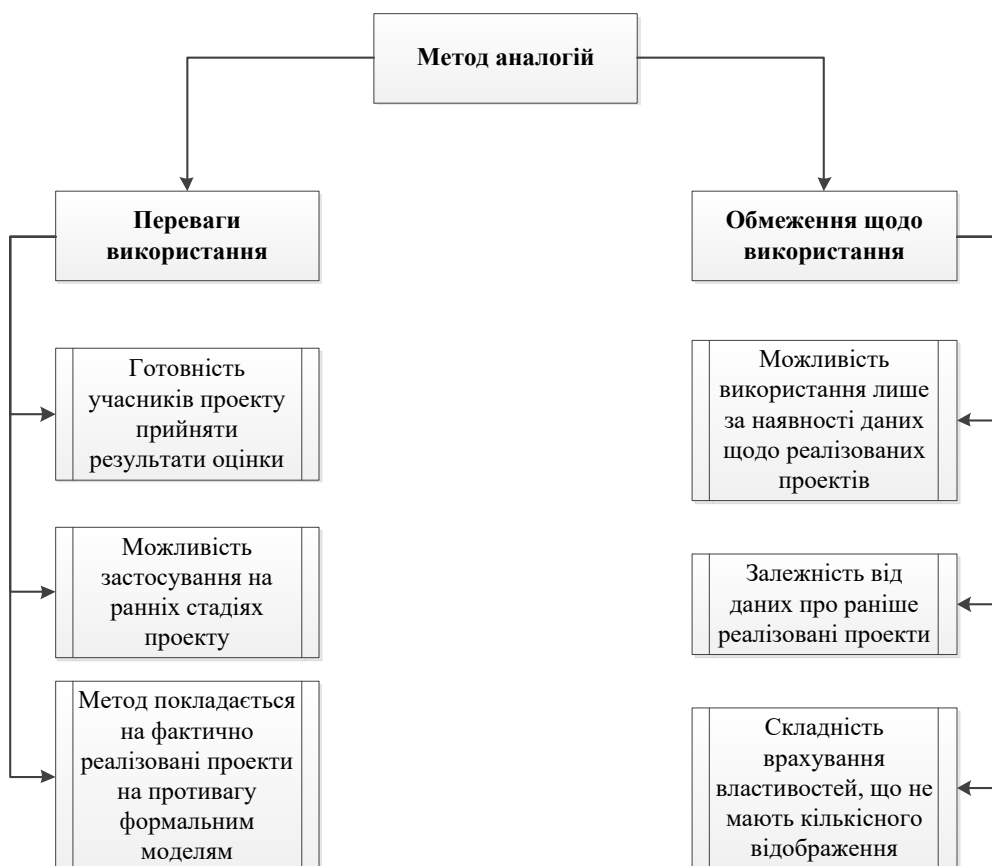 Метод аналогій
Переваги
використання
Готовність
учасників проекту
прийняти
результати оцінки
Можливість
застосування на
ранніх стадіях
проекту
Метод покладається
на фактично
реалізовані проекти
на противагу
формальним
моделям
Обмеження щодо
використання
Можливість
використання лише
за наявності даних
щодо реалізованих
проектів
Залежність від
даних про раніше
реалізовані проекти
Складність
врахування
властивостей, що не
мають кількісного
відображення